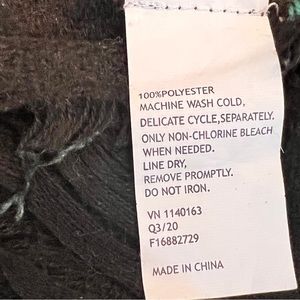 100%POLYESTER
MACHINE WASH COLD,
DELICATE CYCLE,SEPARATELY.
ONLY NON-CHLORINE BLEACH
WHEN NEEDED.
LINE DRY,
REMOVE PROMPTLY.
DO NOT IRON.
VN 1140163
Q3/20
F16882729
MADE IN CHINA